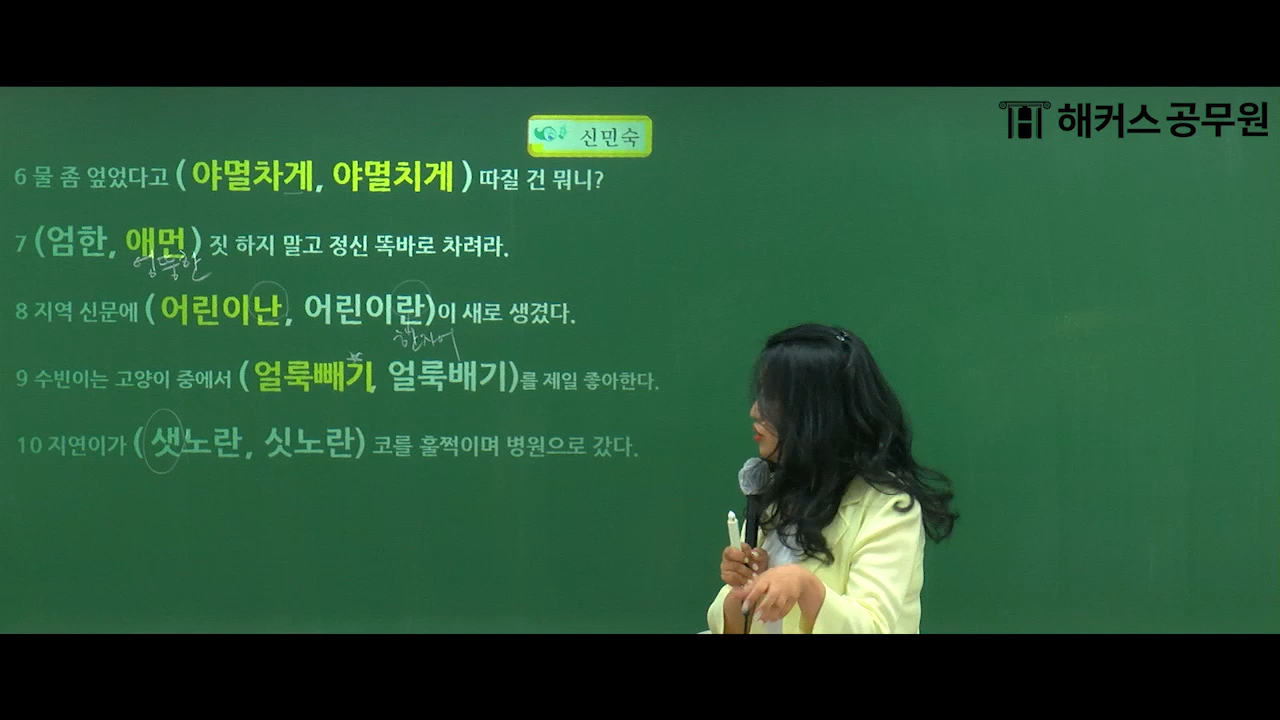 해커스공무원
신민숙
6 물 좀 엎었다고 (야멸차게, 야멸치게) 따질 건 뭐니?
7 (엄한, 애먼) 짓 하지 말고 정신 똑바로 차려라.
엉뚱한
8 지역 신문에 (어린이난, 어린이란)이 새로 생겼다.
한자어
9 수빈이는 고양이 중에서 (얼룩빼기, 얼룩배기)를 제일 좋아한다.
10 지연이가 (샛노란, 싯노란) 코를 훌쩍이며 병원으로 갔다.